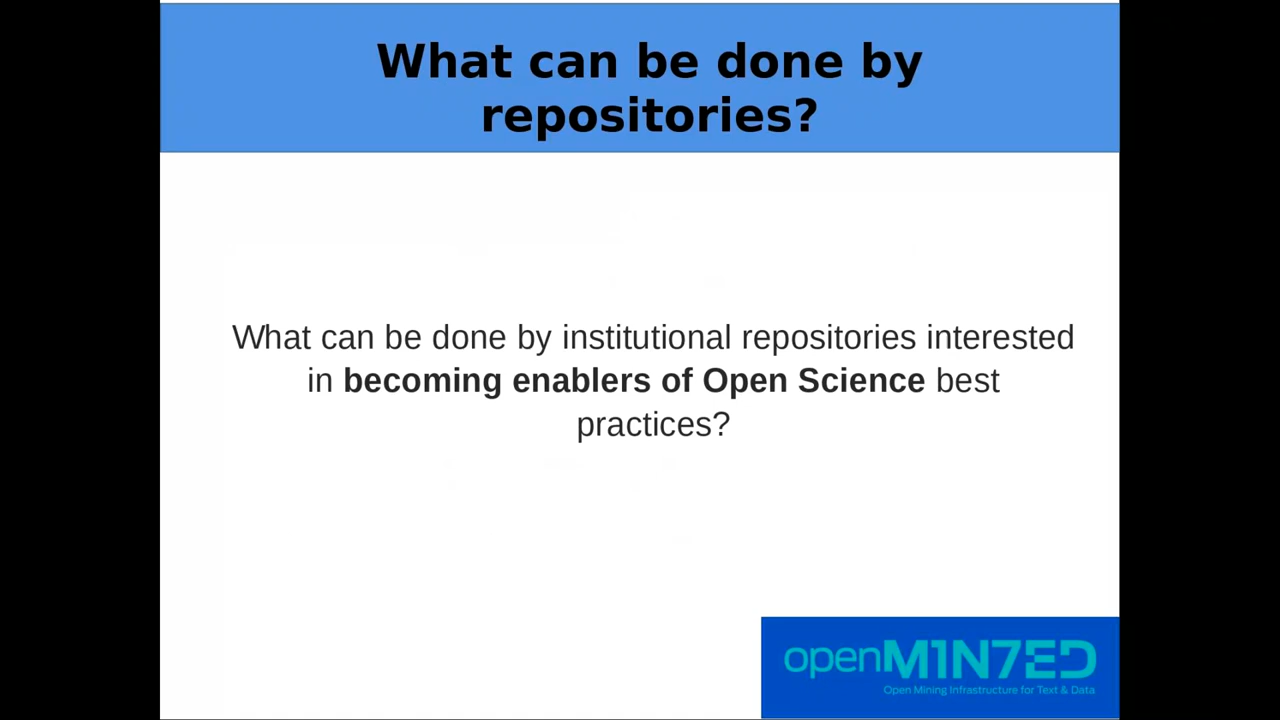 What can be done by
repositories?
What can be done by institutional repositories interested
in becoming enablers of Open Science best
practices?
openM1N7ED
Open Mining Infrastructure for Text & Data